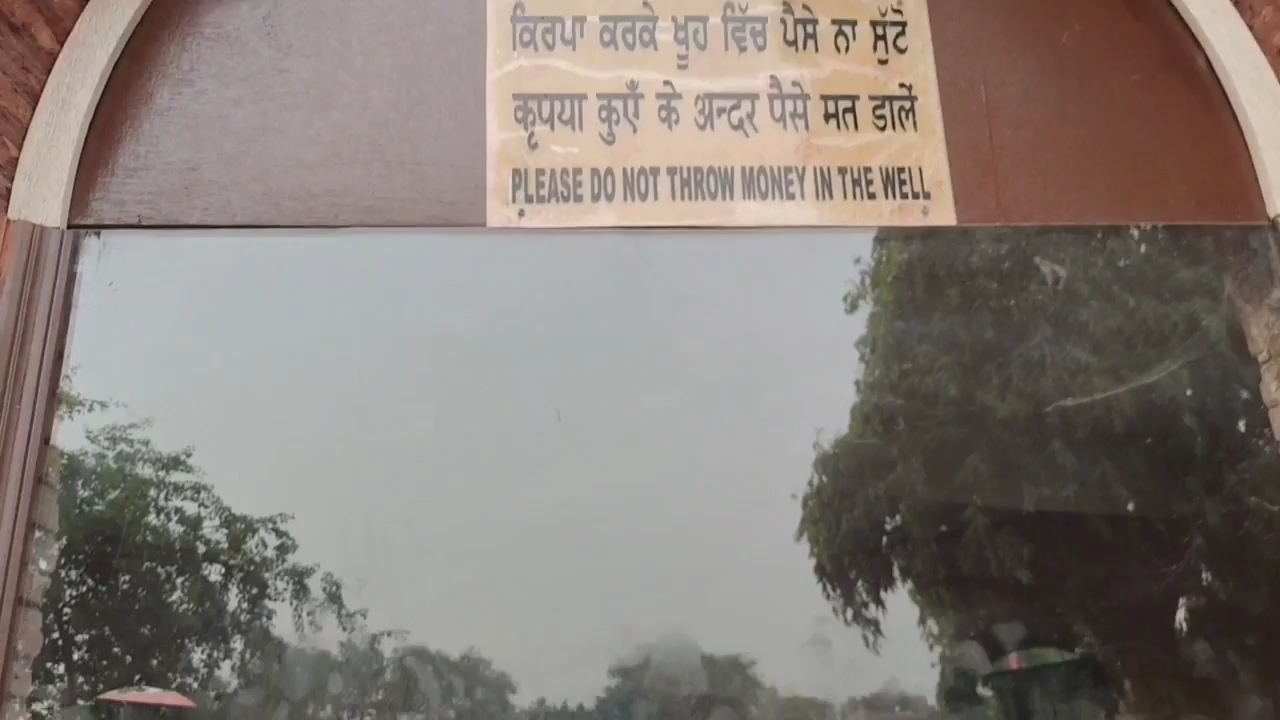 ਕਿਰਪਾ ਕਰਕੇ ਖੂਹ ਵਿੱਚ ਪੈਸੇ ਨਾ ਸੁੱਟੋ
कृपया कुएँ के अन्दर पैसे मत डालें
PLEASE DO NOT THROW MONEY IN THE WELL